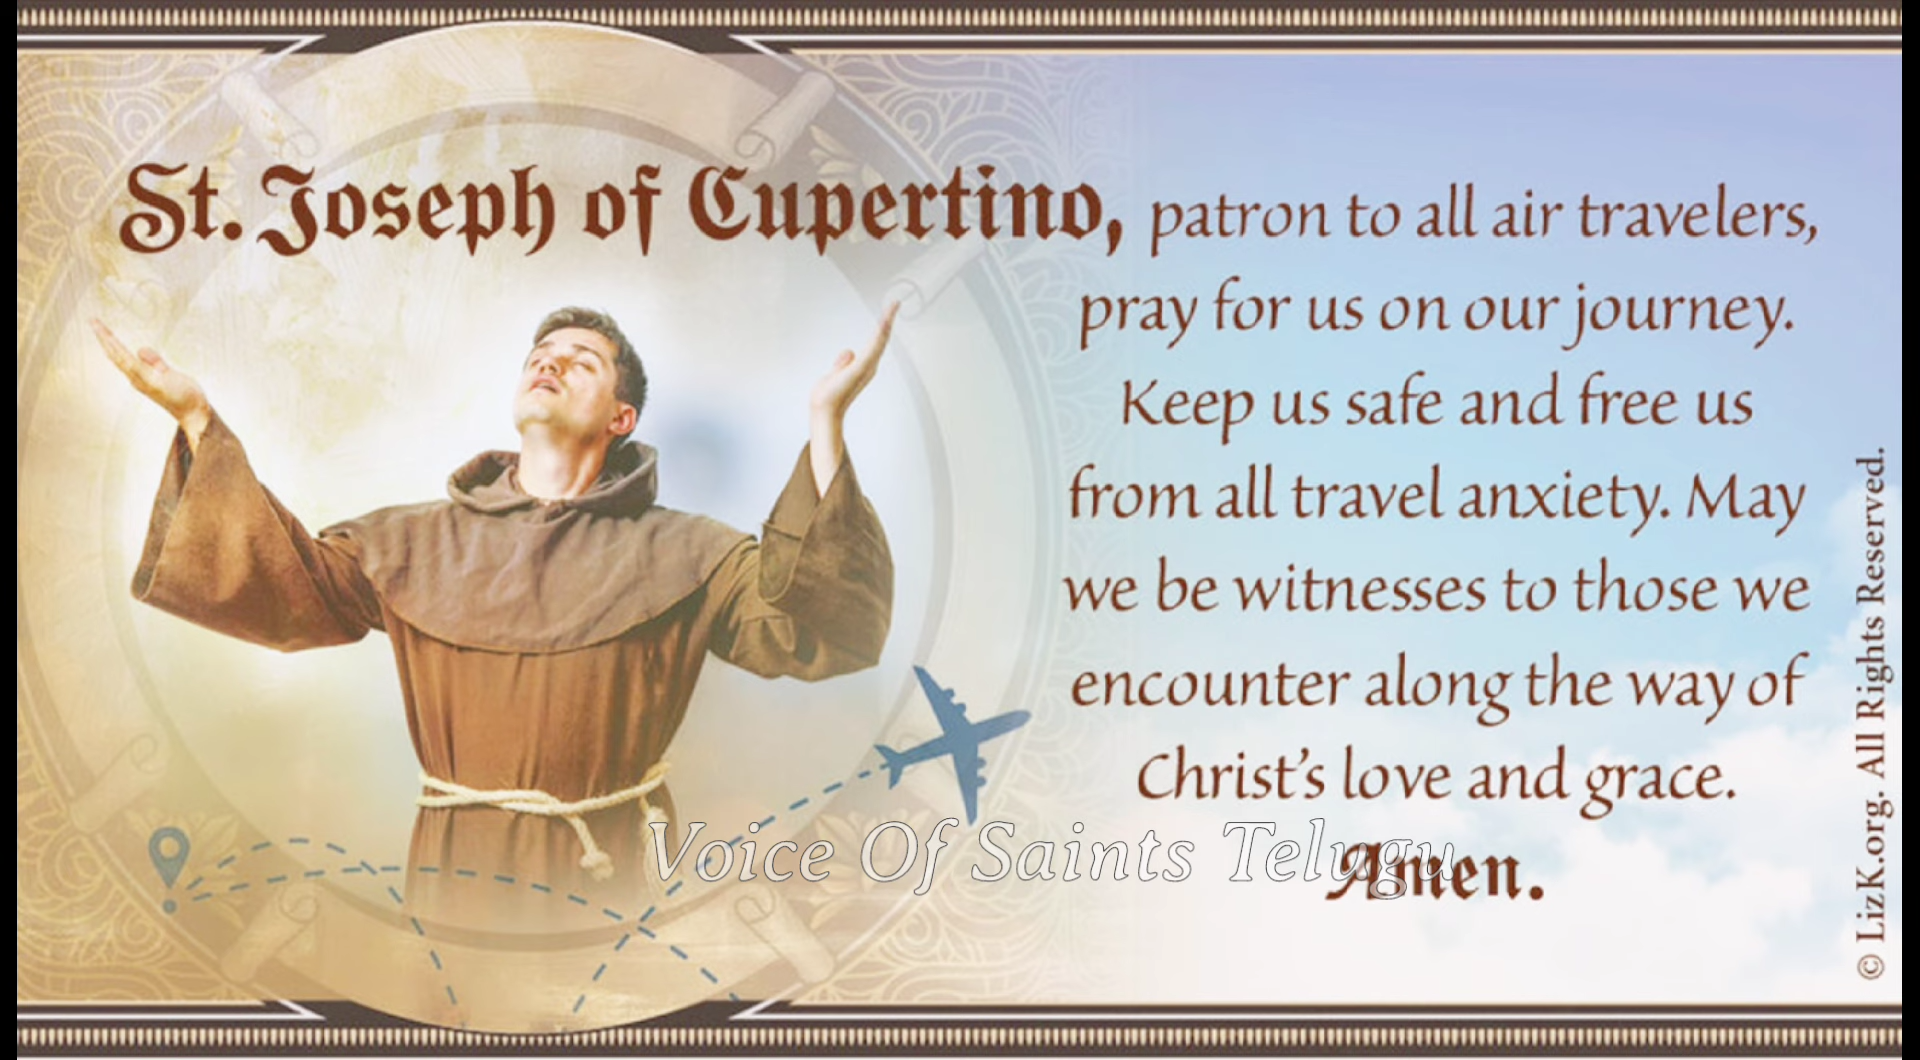 St. Joseph of Cupertino, patron to all air travelers,
pray for us on our journey.
Keep us safe and free us
from all travel anxiety. May
we be witnesses to those we
encounter along the way of
Christ's love and grace.
Amen.
Voice Of Saints Telugu
© LizK.org. All Rights Reserved.